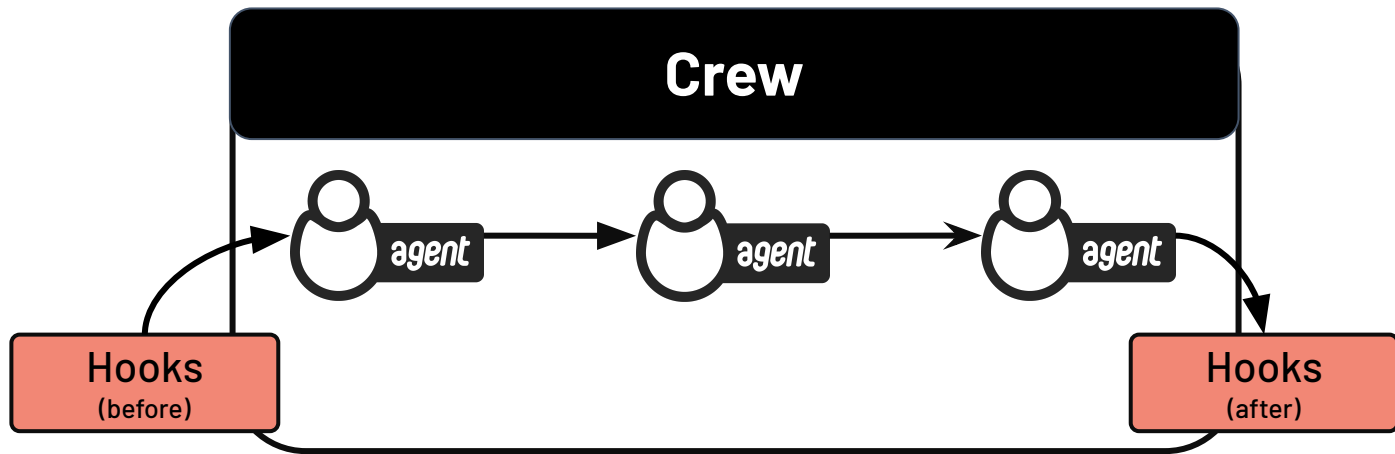 Crew
agent
agent
agent
Hooks
(before)
Hooks
(after)